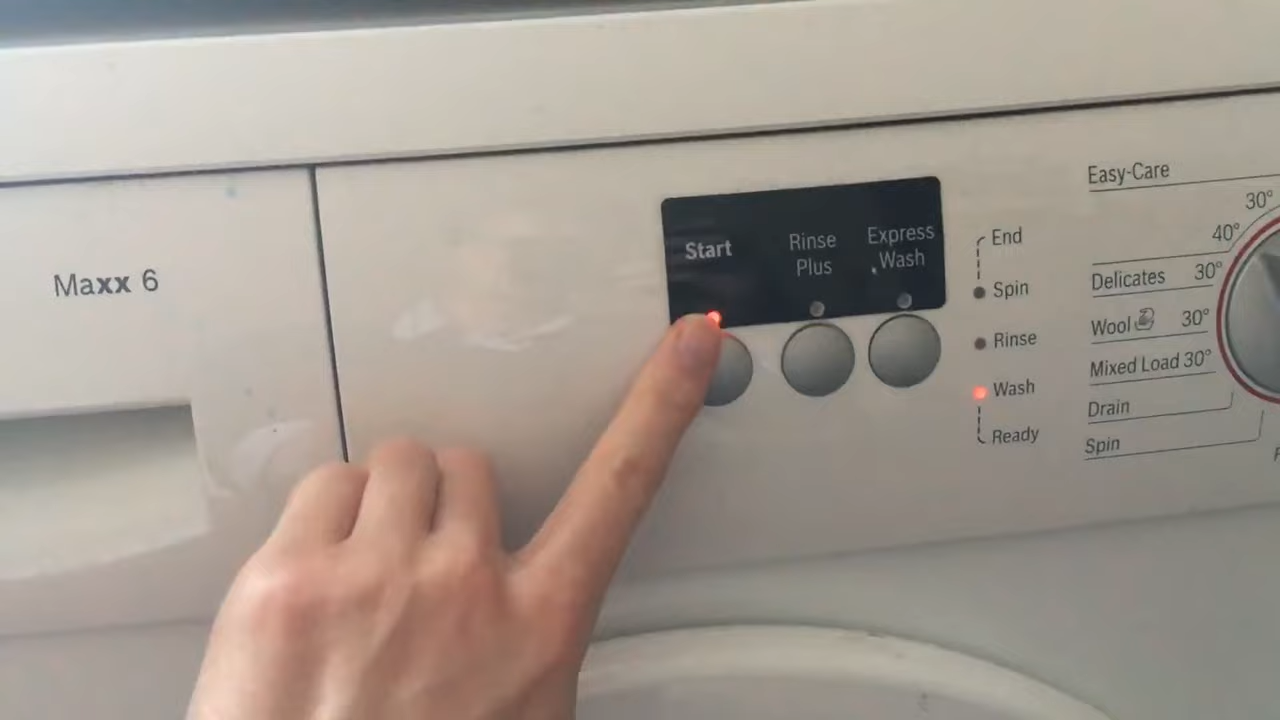 Maxx 6
Start
Rinse
Plus
Express
Wash
End
Spin
Rinse
Wash
Ready
Easy-Care
30°
40°
Delicates 30°
Wool 30°
Mixed Load 30°
Drain
Spin